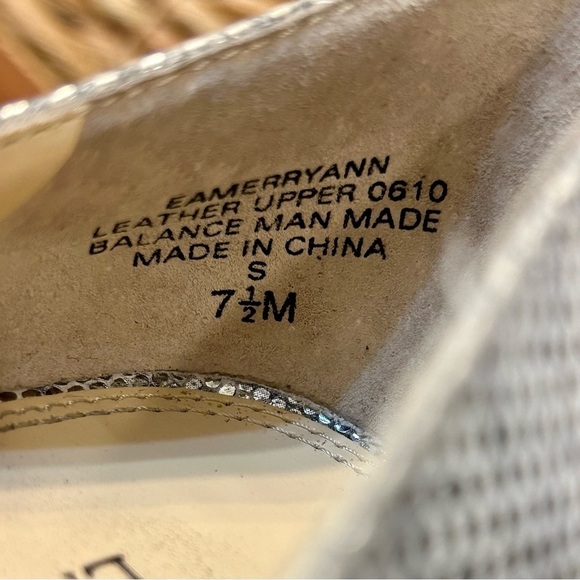 EAMERRYANN
LEATHER UPPER 0610
BALANCE MAN MADE
MADE IN CHINA
S
7½M